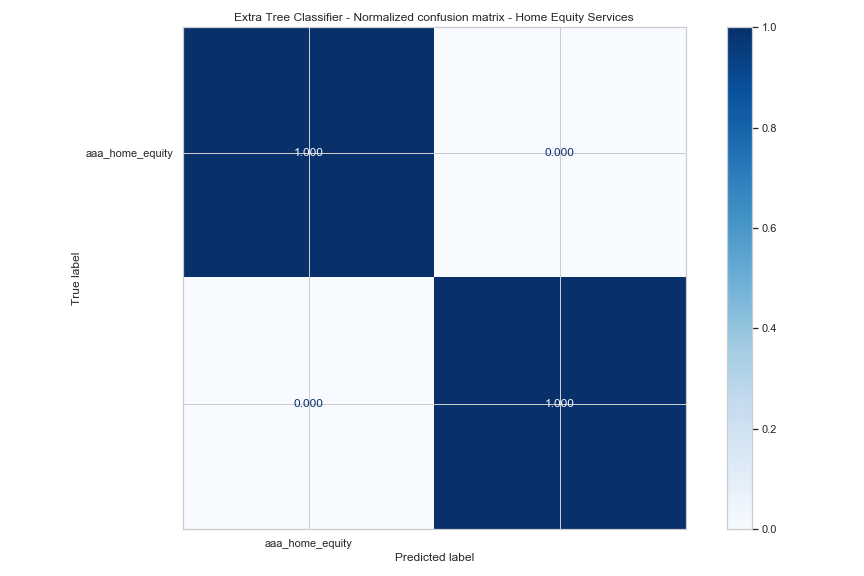 Extra Tree Classifier - Normalized confusion matrix - Home Equity Services
1.0
0.8
0.6
0.4
0.2
0.0
True label
aaa_home_equity
1.000
0.000
0.000
1.000
aaa_home_equity
Predicted label